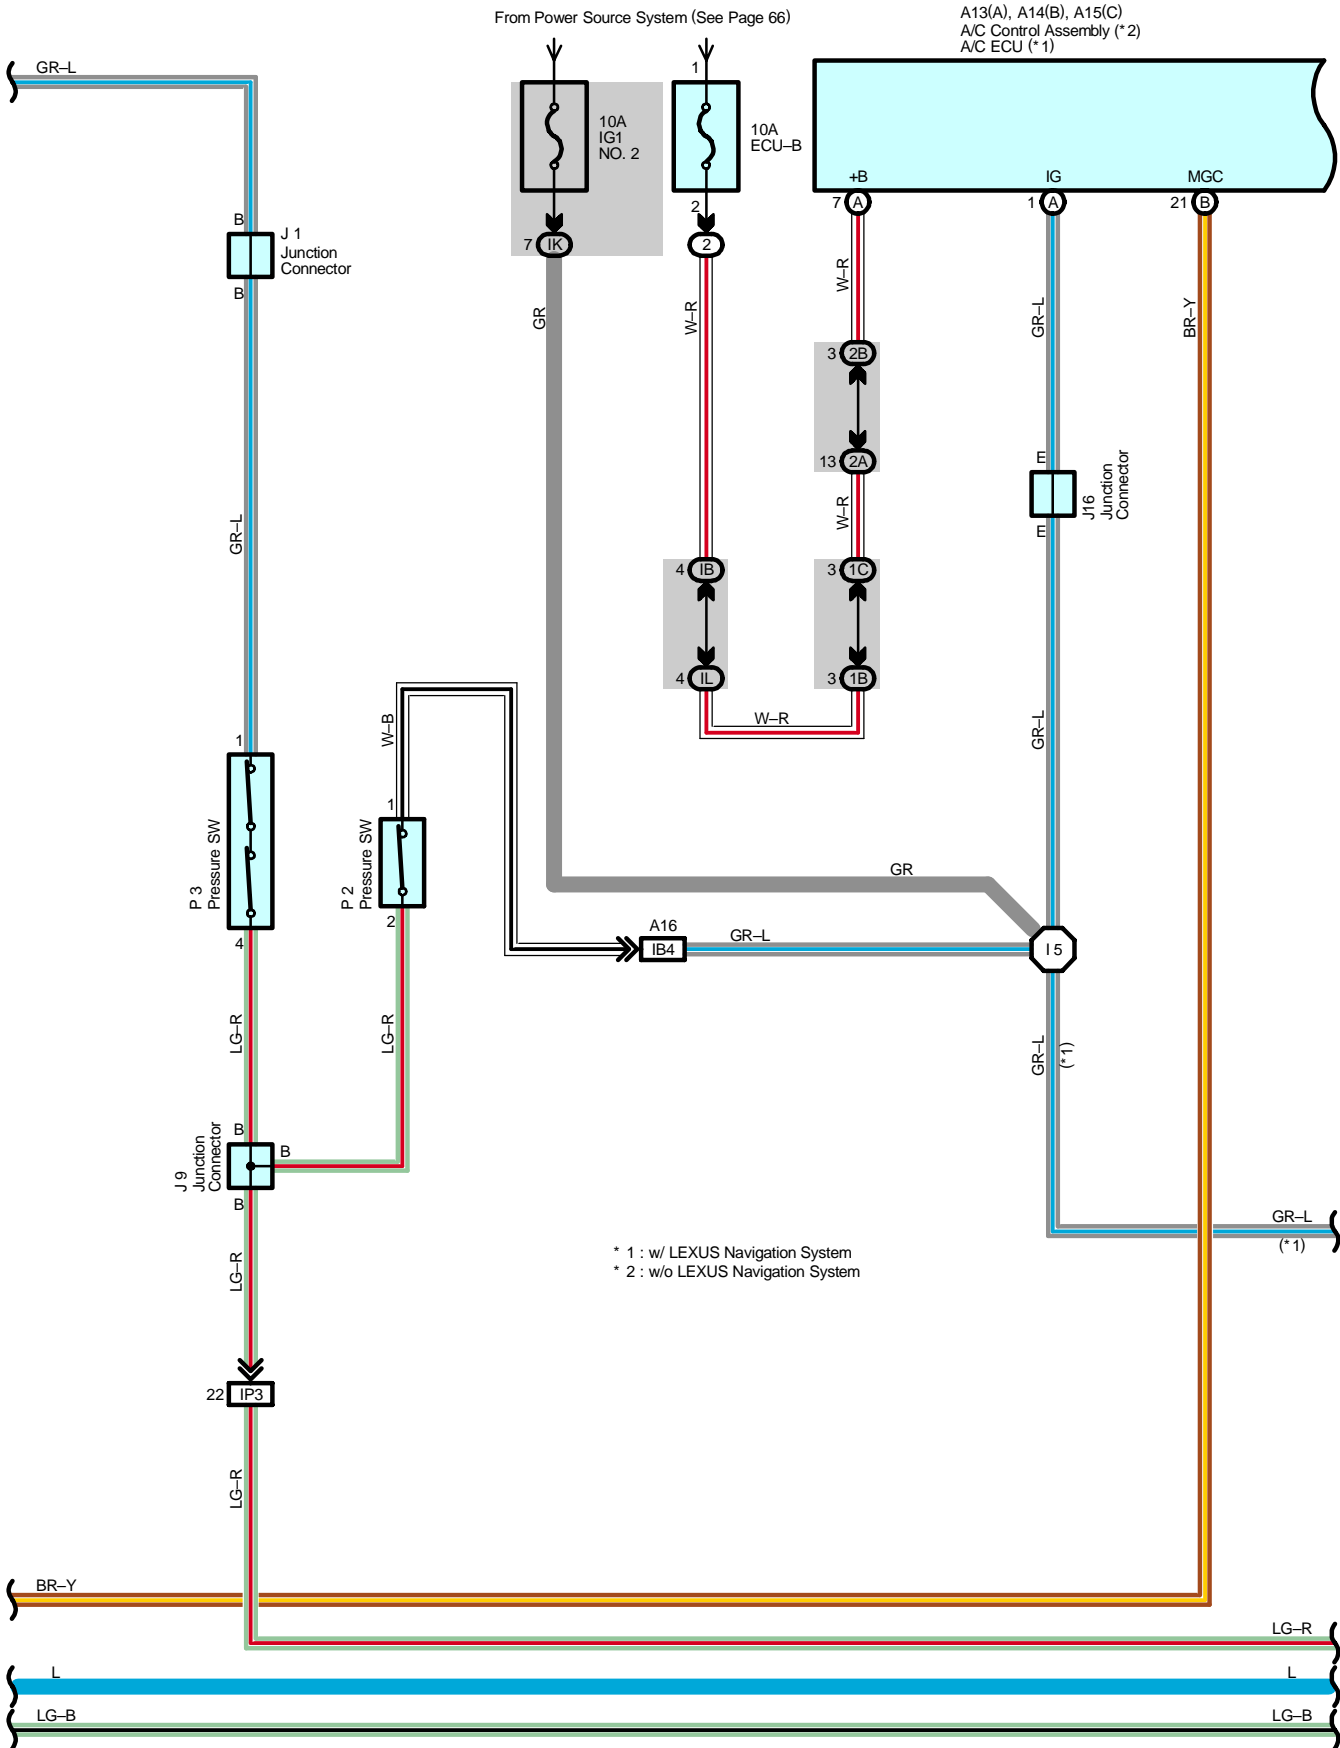 From Power Source System (See Page 66)
A13(A), A14(B), A15(C)
A/C Control Assembly (*2)
A/C ECU (*1)
GR–L
1
10A
IG1
NO. 2
10A
ECU–B
+B
IG
MGC
7 A
1 A
21 B
2
B
J 1
Junction
Connector
B
7 IK
2
GR
W–R
W–R
GR–L
BR–Y
3 2B
13 2A
E
J16
Junction
Connector
E
GR–L
W–R
4 IB
3 1C
4 IL
3 1B
W–R
W–B
GR–L
1
P 3
Pressure SW
4
1
P 2
Pressure SW
2
GR
A16
IB4
GR–L
I 5
LG–R
LG–R
GR–L
(*1)
B
J 9
Junction
Connector
B
B
GR–L
(*1)
* 1 : w/ LEXUS Navigation System
* 2 : w/o LEXUS Navigation System
LG–R
22 IP3
LG–R
BR–Y
LG–R
L
L
LG–B
LG–B